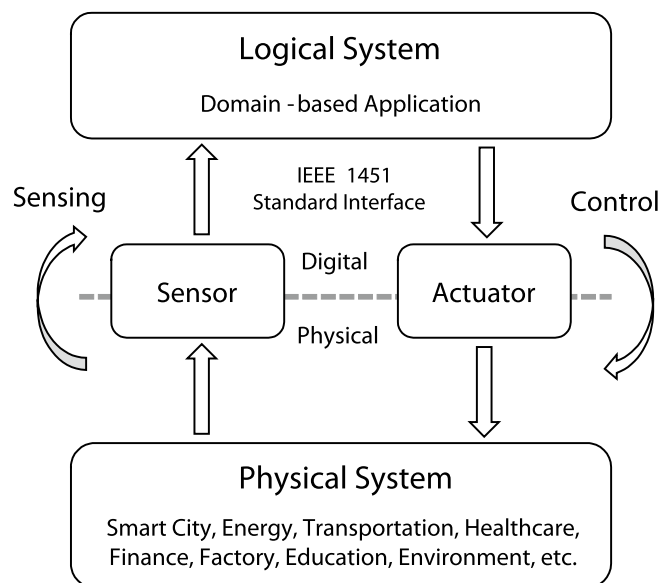 Logical System
Domain -based Application
IEEE 1451
Standard Interface
Sensing
Control
Digital
Sensor
Actuator
Physical
Physical System
Smart City, Energy, Transportation, Healthcare,
Finance, Factory, Education, Environment, etc.